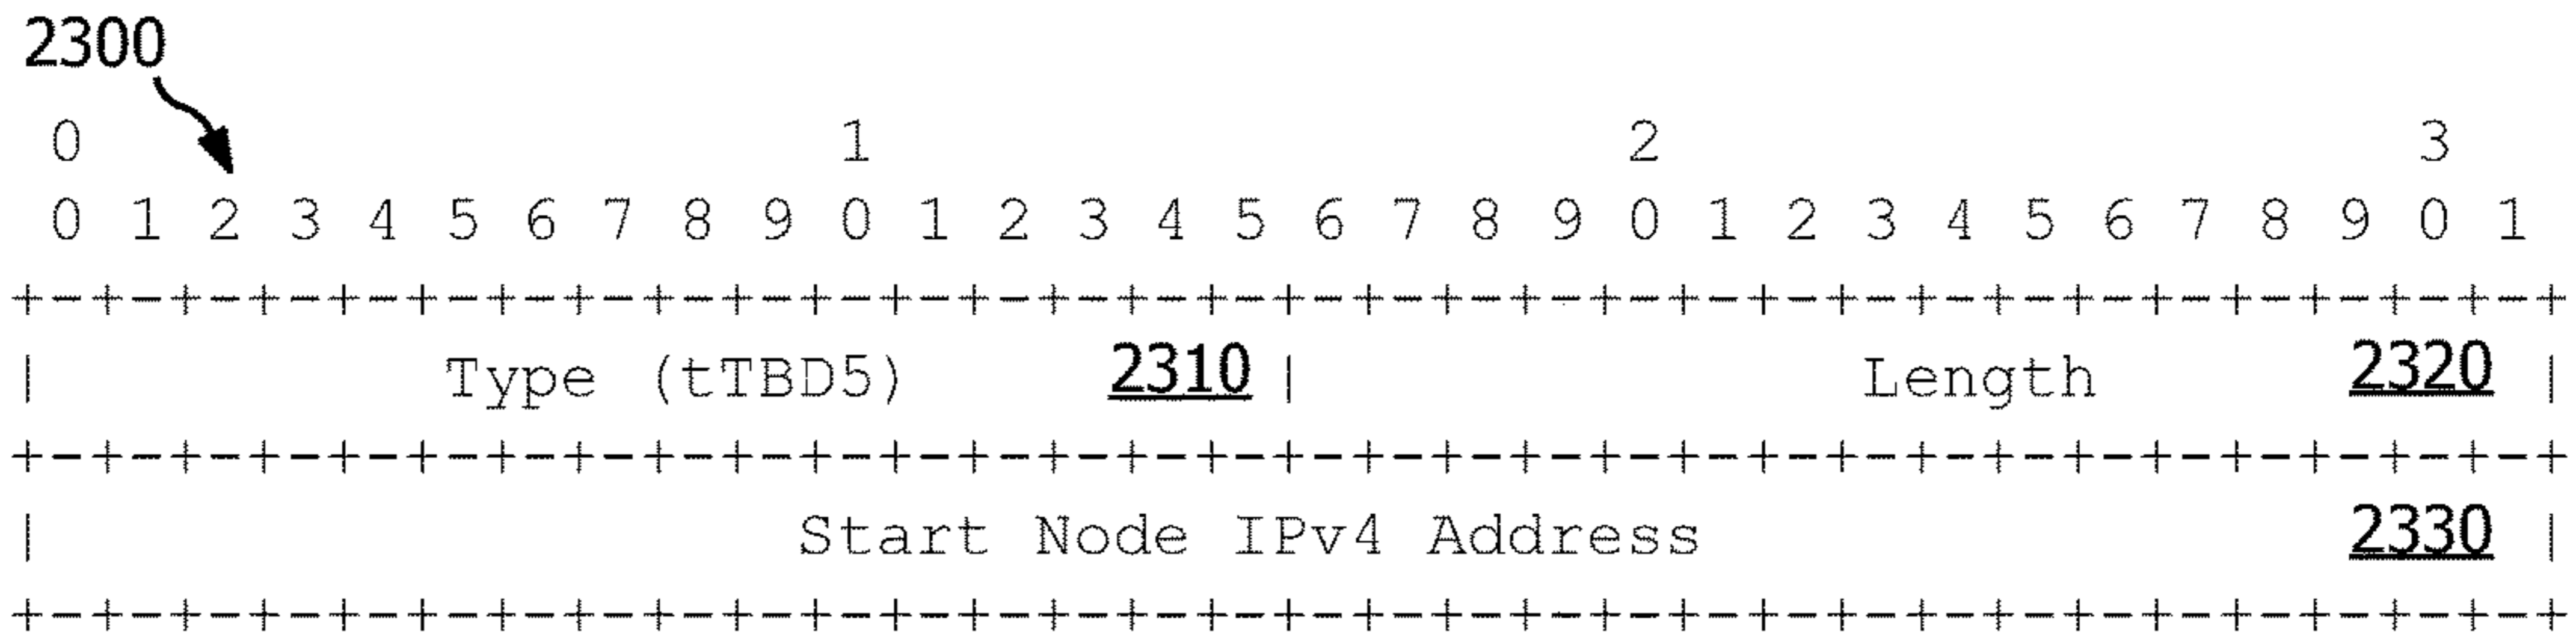 2300
0 1 2 3
0 1 2 3 4 5 6 7 8 9 0 1 2 3 4 5 6 7 8 9 0 1 2 3 4 5 6 7 8 9 0 1
+-+-+-+-+-+-+-+-+-+-+-+-+-+-+-+-+-+-+-+-+-+-+-+-+-+-+-+-+-+-+-+-+
| Type (tTBD5) 2310 | Length 2320 |
+-+-+-+-+-+-+-+-+-+-+-+-+-+-+-+-+-+-+-+-+-+-+-+-+-+-+-+-+-+-+-+-+
| Start Node IPv4 Address 2330 |
+-+-+-+-+-+-+-+-+-+-+-+-+-+-+-+-+-+-+-+-+-+-+-+-+-+-+-+-+-+-+-+-+